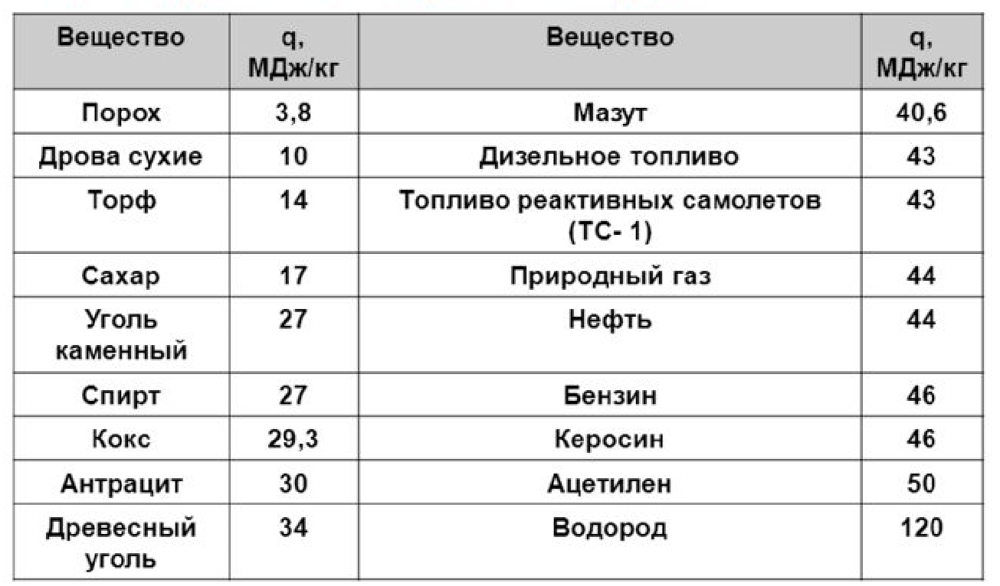 Вещество q, МДж/кг Вещество q, МДж/кг
Порох 3,8 Мазут 40,6
Дрова сухие 10 Дизельное топливо 43
Торф 14 Топливо реактивных самолетов (ТС- 1) 43
Сахар 17 Природный газ 44
Уголь каменный 27 Нефть 44
Спирт 27 Бензин 46
Кокс 29,3 Керосин 46
Антрацит 30 Ацетилен 50
Древесный уголь 34 Водород 120